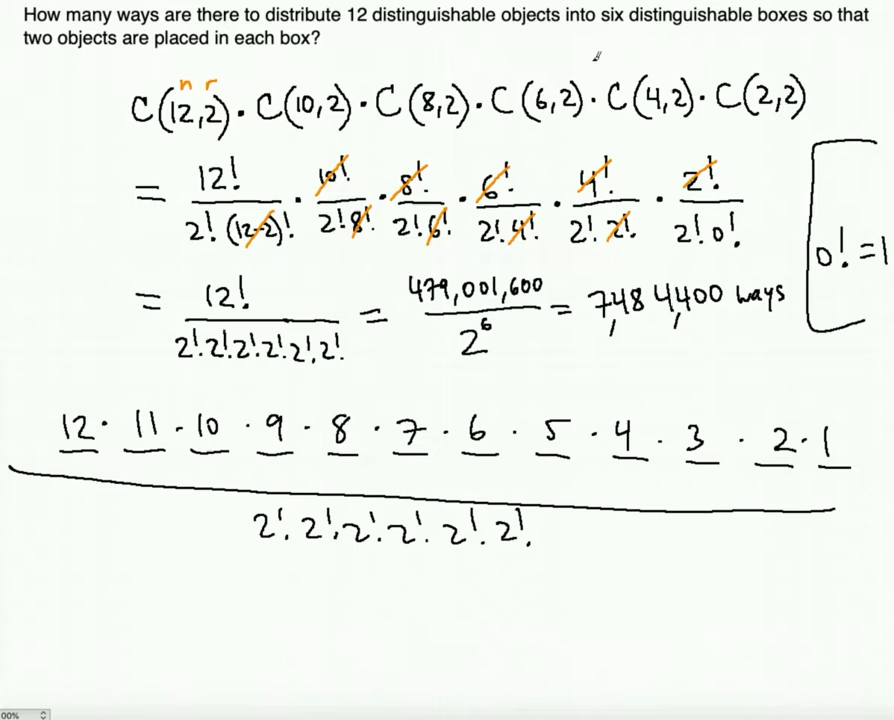 How many ways are there to distribute 12 distinguishable objects into six distinguishable boxes so that
two objects are placed in each box?
n r
C(12,2) · C(10,2) · C(8,2) · C(6,2) · C(4,2) · C(2,2)
= 12!/2!(12-2)! · 10!/2!8! · 8!/2!6! · 6!/2!4! · 4!/2!2! · 2!/2!0!
0! = 1
= 12!/2!2!2!2!2!2! = 479,001,600/2^6 = 7,484,400 ways
12 · 11 · 10 · 9 · 8 · 7 · 6 · 5 · 4 · 3 · 2 · 1
2! · 2! · 2! · 2! · 2! · 2!
00%